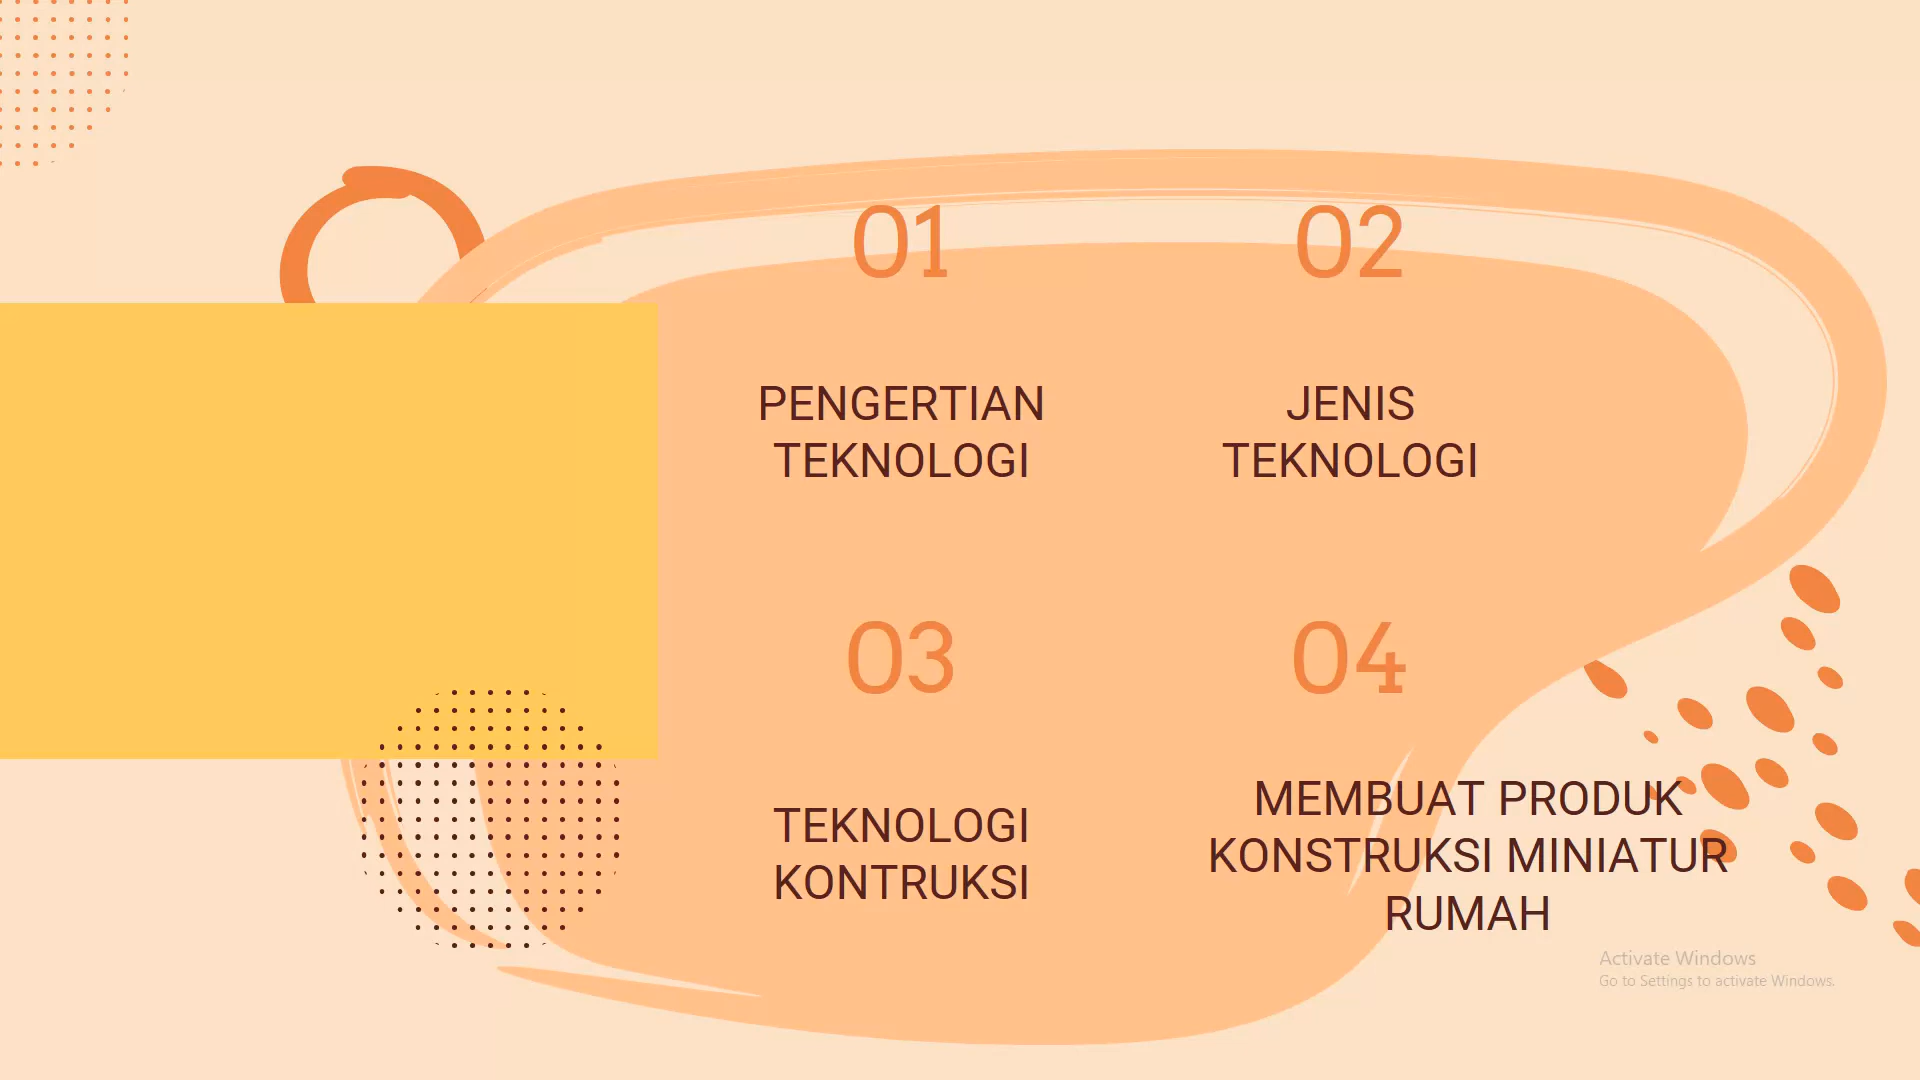 01
PENGERTIAN
TEKNOLOGI
02
JENIS
TEKNOLOGI
03
TEKNOLOGI
KONTRUKSI
04
MEMBUAT PRODUK
KONSTRUKSI MINIATUR
RUMAH
Activate Windows
Go to Settings to activate Windows.